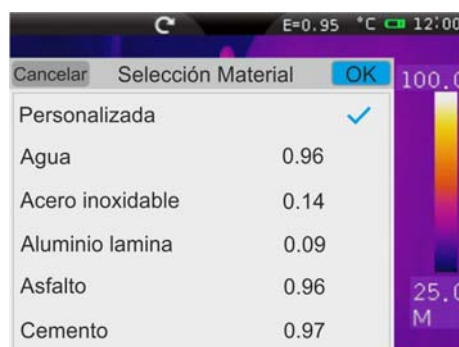 E=0.95 °C 12:00
Cancelar Selección Material OK
100.0
Personalizada
Agua 0.96
Acero inoxidable 0.14
Aluminio lamina 0.09
Asfalto 0.96
25.0
Cemento 0.97
M